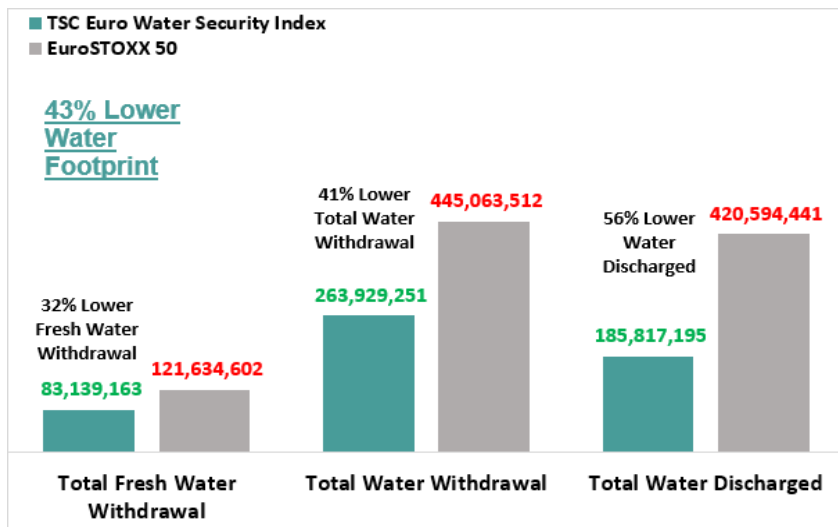 TSC Euro Water Security Index
EuroSTOXX 50
43% Lower
Water
Footprint
32% Lower
Fresh Water
Withdrawal
83,139,163
121,634,602
41% Lower
Total Water
Withdrawal
263,929,251
445,063,512
56% Lower
Water
Discharged
185,817,195
420,594,441
Total Fresh Water
Withdrawal
Total Water Withdrawal
Total Water Discharged